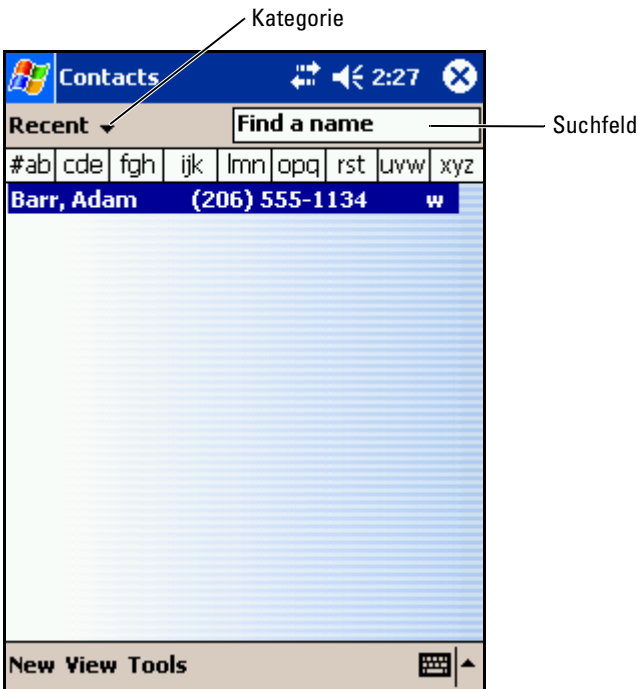 Kategorie
Contacts 2:27
Recent Find a name
Suchfeld
#ab cde fgh ijk lmn opq rst uvw xyz
Barr, Adam (206) 555-1134 w
New View Tools